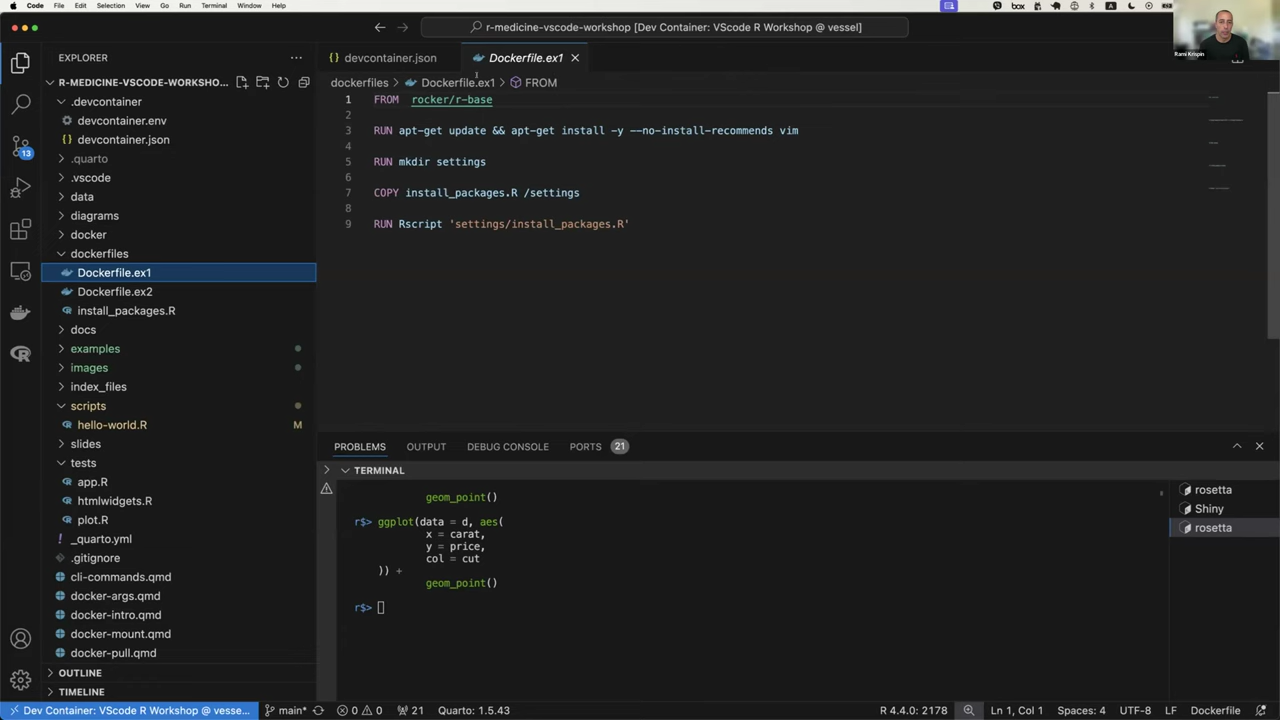 Code File Edit Selection View Go Run Terminal Window Help
box
r-medicine-vscode-workshop [Dev Container: VScode R Workshop @ vessel]
Rami Krispin
EXPLORER
devcontainer.json
Dockerfile.ex1
R-MEDICINE-VSCODE-WORKSHO...
dockerfiles > Dockerfile.ex1 > FROM
.devcontainer
devcontainer.env
devcontainer.json
.quarto
.vscode
data
diagrams
docker
dockerfiles
Dockerfile.ex1
Dockerfile.ex2
install_packages.R
docs
examples
images
index_files
scripts
hello-world.R M
slides
tests
app.R
htmlwidgets.R
plot.R
_quarto.yml
.gitignore
cli-commands.qmd
docker-args.qmd
docker-intro.qmd
docker-mount.qmd
docker-pull.qmd
OUTLINE
TIMELINE
13
1 FROM rocker/r-base
2
3 RUN apt-get update && apt-get install -y --no-install-recommends vim
4
5 RUN mkdir settings
6
7 COPY install_packages.R /settings
8
9 RUN Rscript 'settings/install_packages.R'
PROBLEMS OUTPUT DEBUG CONSOLE PORTS 21
TERMINAL
geom_point()
r$> ggplot(data = d, aes(
x = carat,
y = price,
col = cut
)) +
geom_point()
r$>
rosetta
Shiny
rosetta
Dev Container: VScode R Workshop @ vesse... main* 0 0 21 Quarto: 1.5.43 R 4.4.0: 2178 Ln 1, Col 1 Spaces: 4 UTF-8 LF Dockerfile